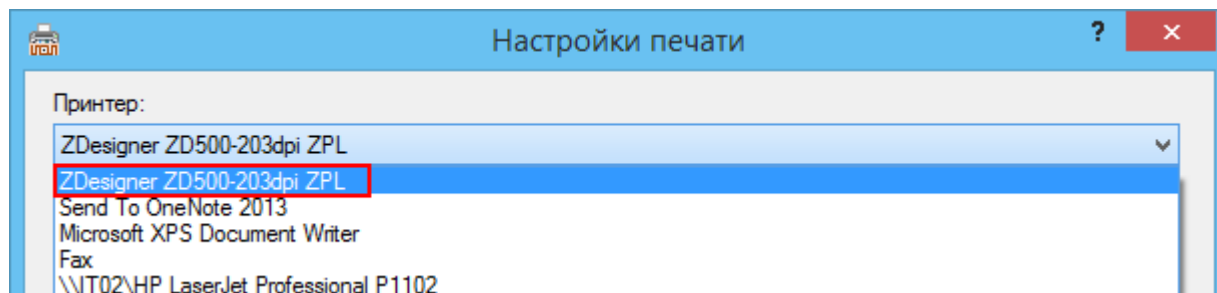 Настройки печати
?
Принтер:
ZDesigner ZD500-203dpi ZPL
ZDesigner ZD500-203dpi ZPL
Send To OneNote 2013
Microsoft XPS Document Writer
Fax
\\IT02\HP LaserJet Professional P1102